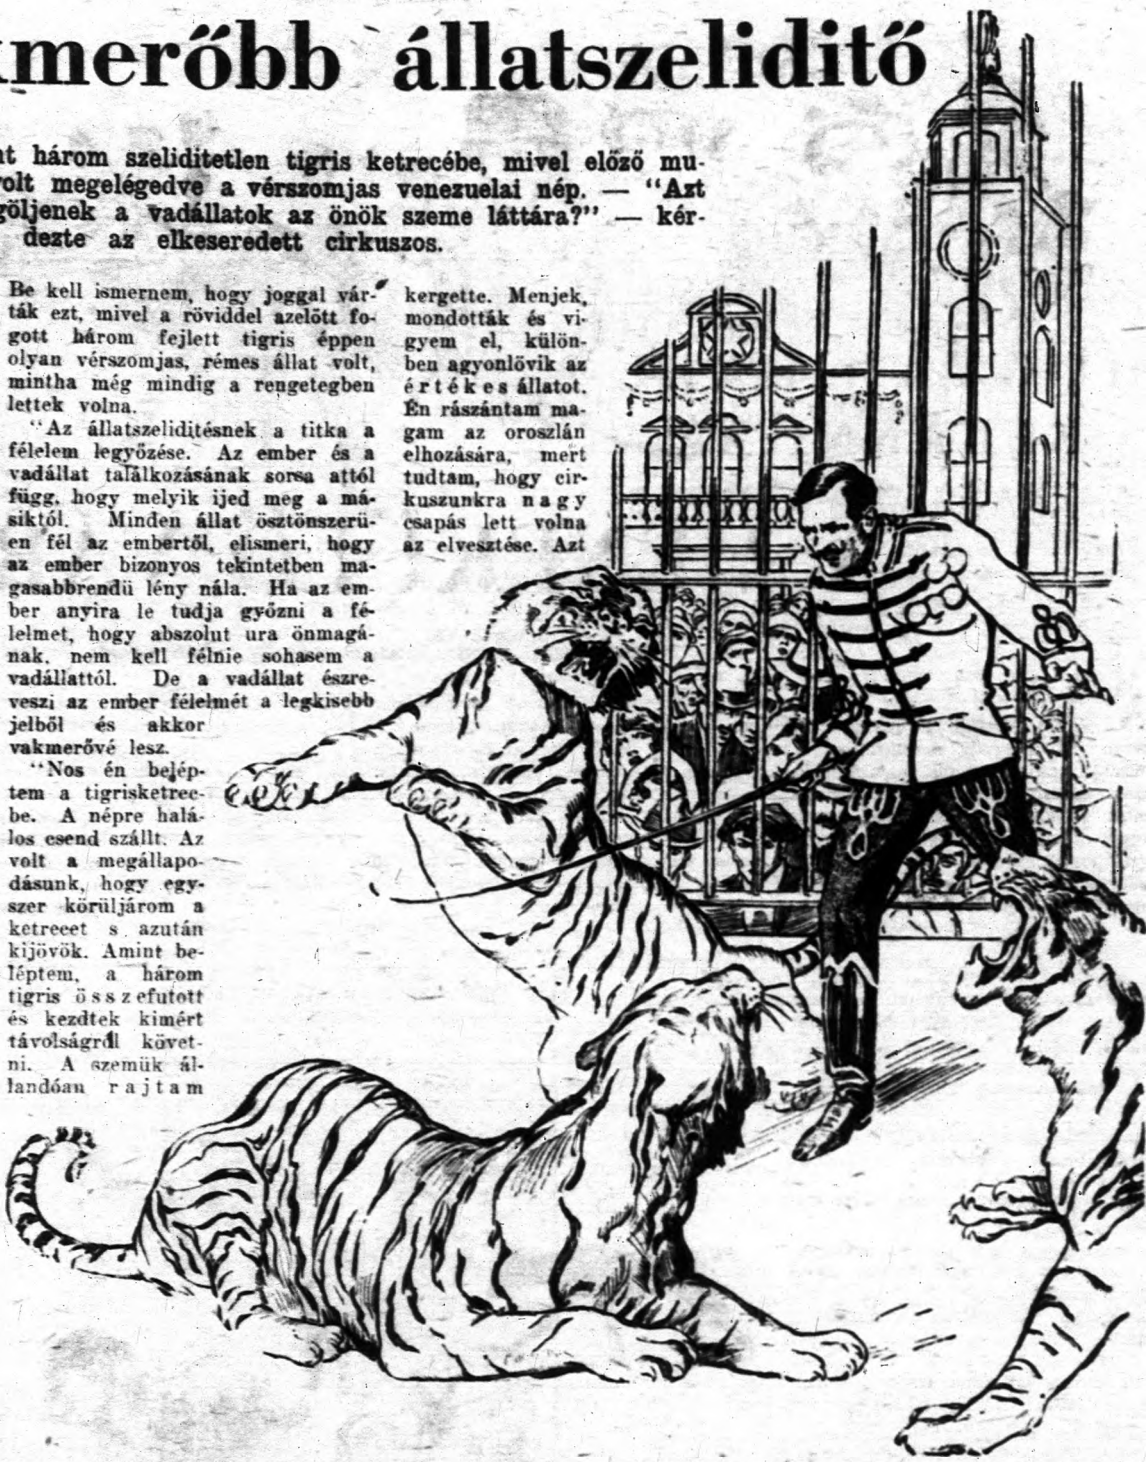 merőbb állatszeliditő
három szeliditetlen tigris ketrecébe, mivel előző mu-
volt megelégedve a vérszomjas venezuelai nép. — "Azt
göljenek a vadállatok az önök szeme láttára?" — kér-
dezte az elkeseredett cirkuszos.
Be kell ismernem, hogy joggal vár-
ták ezt, mivel a röviddel azelött fo-
gott három fejlett tigris éppen
olyan vérszomjas, rémes állat volt,
mintha még mindig a rengetegben
lettek volna.
"Az állatszeliditésnek a titka a
félelem legyőzése. Az ember és a
vadállat találkozásának sorsa attól
függ, hogy melyik ijed meg a má-
siktól. Minden állat ösztönszerü-
en fél az embertől, elismeri, hogy
az ember bizonyos tekintetben ma-
gasabbrendü lény nála. Ha az em-
ber anyira le tudja győzni a fé-
lelmet, hogy abszolut ura önmagá-
nak, nem kell félnie sohasem a
vadállattól. De a vadállat észre-
veszi az ember félelmét a legkisebb
jelből és akkor
vakmerővé lesz.
"Nos én belép-
tem a tigrisketrec-
be. A népre halá-
los csend szállt. Az
volt a megállapo-
dásunk, hogy egy-
szer körüljárom a
ketrecet s azután
kijövök. Amint be-
léptem, a három
tigris összefutott
és kezdtek kimért
távolságról követ-
ni. A szemük ál-
landóan rajtam
kergette. Menjek,
mondották és vi-
gyem el, külön-
ben agyonlövik az
értékes állatot.
Én rászántam ma-
gam az oroszlán
elhozására, mert
tudtam, hogy cir-
kuszunkra nagy
csapás lett volna
az elvesztése. Azt